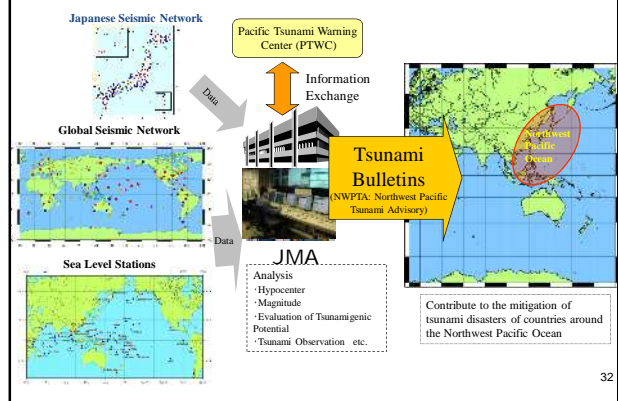 Japanese Seismic Network
Pacific Tsunami Warning
Center (PTWC)
Information
Exchange
Data
Global Seismic Network
Data
Sea Level Stations
JMA
Analysis
・Hypocenter
・Magnitude
・Evaluation of Tsunamigenic
Potential
・Tsunami Observation etc.
Tsunami
Bulletins
(NWPTA: Northwest Pacific
Tsunami Advisory)
Northwest
Pacific
Ocean
Contribute to the mitigation of
tsunami disasters of countries around
the Northwest Pacific Ocean
32